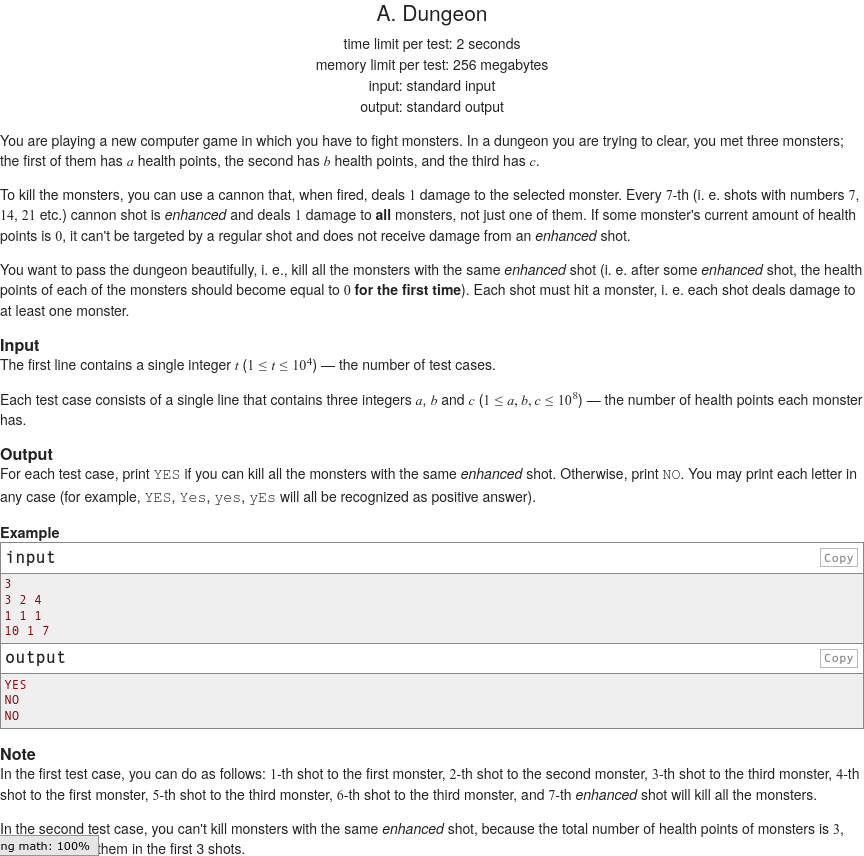 A. Dungeon
time limit per test: 2 seconds
memory limit per test: 256 megabytes
input: standard input
output: standard output
You are playing a new computer game in which you have to fight monsters. In a dungeon you are trying to clear, you met three monsters;
the first of them has a health points, the second has b health points, and the third has c.
To kill the monsters, you can use a cannon that, when fired, deals 1 damage to the selected monster. Every 7-th (i. e. shots with numbers 7,
14, 21 etc.) cannon shot is enhanced and deals 1 damage to all monsters, not just one of them. If some monster's current amount of health
points is 0, it can't be targeted by a regular shot and does not receive damage from an enhanced shot.
You want to pass the dungeon beautifully, i. e., kill all the monsters with the same enhanced shot (i. e. after some enhanced shot, the health
points of each of the monsters should become equal to 0 for the first time). Each shot must hit a monster, i. e. each shot deals damage to
at least one monster.
Input
The first line contains a single integer t (1 ≤ t ≤ 10⁴) — the number of test cases.
Each test case consists of a single line that contains three integers a, b and c (1 ≤ a, b, c ≤ 10⁸) — the number of health points each monster
has.
Output
For each test case, print YES if you can kill all the monsters with the same enhanced shot. Otherwise, print NO. You may print each letter in
any case (for example, YES, Yes, yes, yEs will all be recognized as positive answer).
Example
input Copy
3
3 2 4
1 1 1
10 1 7
output Copy
YES
NO
NO
Note
In the first test case, you can do as follows: 1-th shot to the first monster, 2-th shot to the second monster, 3-th shot to the third monster, 4-th
shot to the first monster, 5-th shot to the third monster, 6-th shot to the third monster, and 7-th enhanced shot will kill all the monsters.
In the second test case, you can't kill monsters with the same enhanced shot, because the total number of health points of monsters is 3,
ng math: 100% them in the first 3 shots.